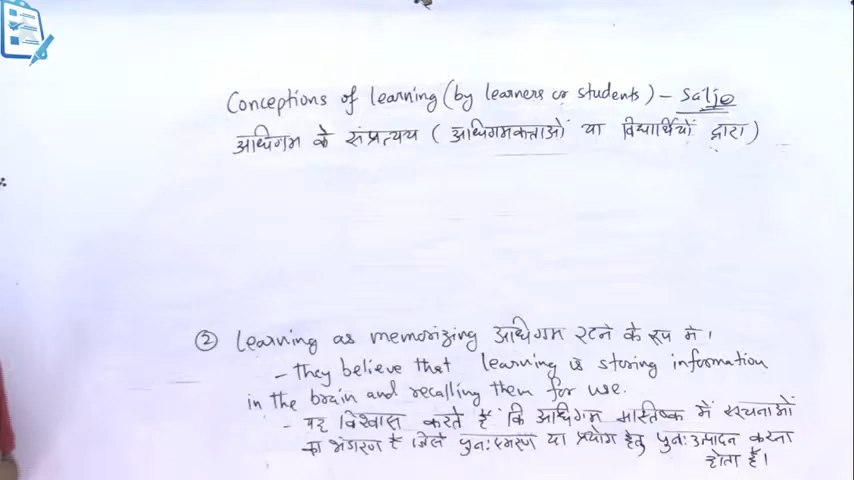 Conceptions of learning (by learners or students) - Saljo
अधिगम के संप्रत्यय ( अधिगमकर्त्ताओं या विद्यार्थियों द्वारा )
② Learning as memorizing अधिगम रटने के रूप में ।
- They believe that learning is storing information
in the brain and recalling them for use.
- यह विश्वास करते हैं कि अधिगम मस्तिष्क में सूचनाओं
का भंडारण है जिसे पुनःस्मरण या प्रयोग हेतु पुनः उत्पादन करना
होता है ।